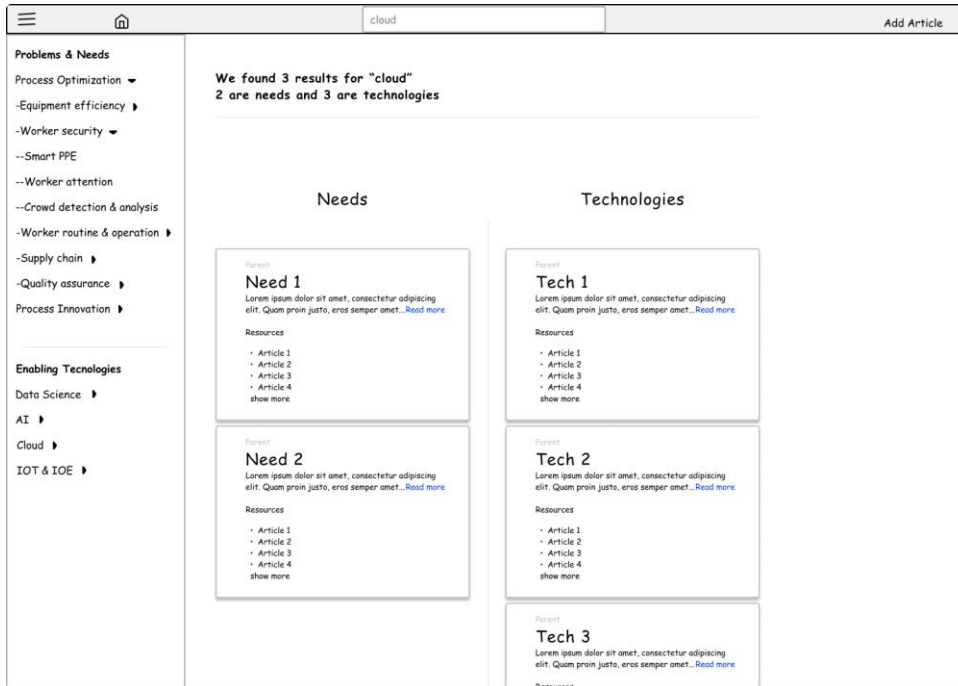 cloud
Add Article
Problems & Needs
Process Optimization
-Equipment efficiency
-Worker security
--Smart PPE
--Worker attention
--Crowd detection & analysis
-Worker routine & operation
-Supply chain
-Quality assurance
Process Innovation
Enabling Tecnologies
Data Science
AI
Cloud
IOT & IOE
We found 3 results for “cloud”
2 are needs and 3 are technologies
Needs
Parent
Need 1
Lorem ipsum dolor sit amet, consectetur adipiscing
elit. Quam proin justo, eros semper amet...Read more
Resources
• Article 1
• Article 2
• Article 3
• Article 4
show more
Parent
Need 2
Lorem ipsum dolor sit amet, consectetur adipiscing
elit. Quam proin justo, eros semper amet...Read more
Resources
• Article 1
• Article 2
• Article 3
• Article 4
show more
Technologies
Parent
Tech 1
Lorem ipsum dolor sit amet, consectetur adipiscing
elit. Quam proin justo, eros semper amet...Read more
Resources
• Article 1
• Article 2
• Article 3
• Article 4
show more
Parent
Tech 2
Lorem ipsum dolor sit amet, consectetur adipiscing
elit. Quam proin justo, eros semper amet...Read more
Resources
• Article 1
• Article 2
• Article 3
• Article 4
show more
Parent
Tech 3
Lorem ipsum dolor sit amet, consectetur adipiscing
elit. Quam proin justo, eros semper amet...Read more